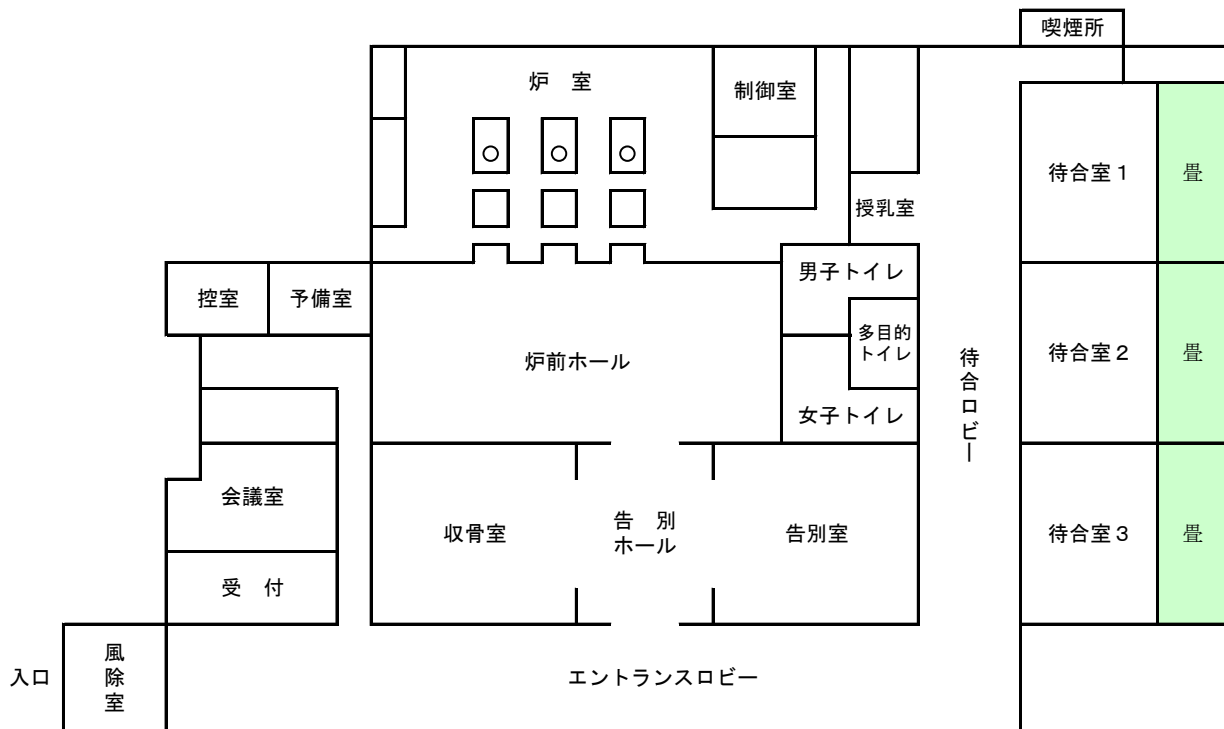 喫煙所
炉　室
制御室
待合室１
畳
授乳室
控室
予備室
男子トイレ
多目的
トイレ
炉前ホール
待合ロビー
待合室２
畳
女子トイレ
会議室
収骨室
告　別
ホール
告別室
待合室３
畳
受　付
入口
風除室
エントランスロビー